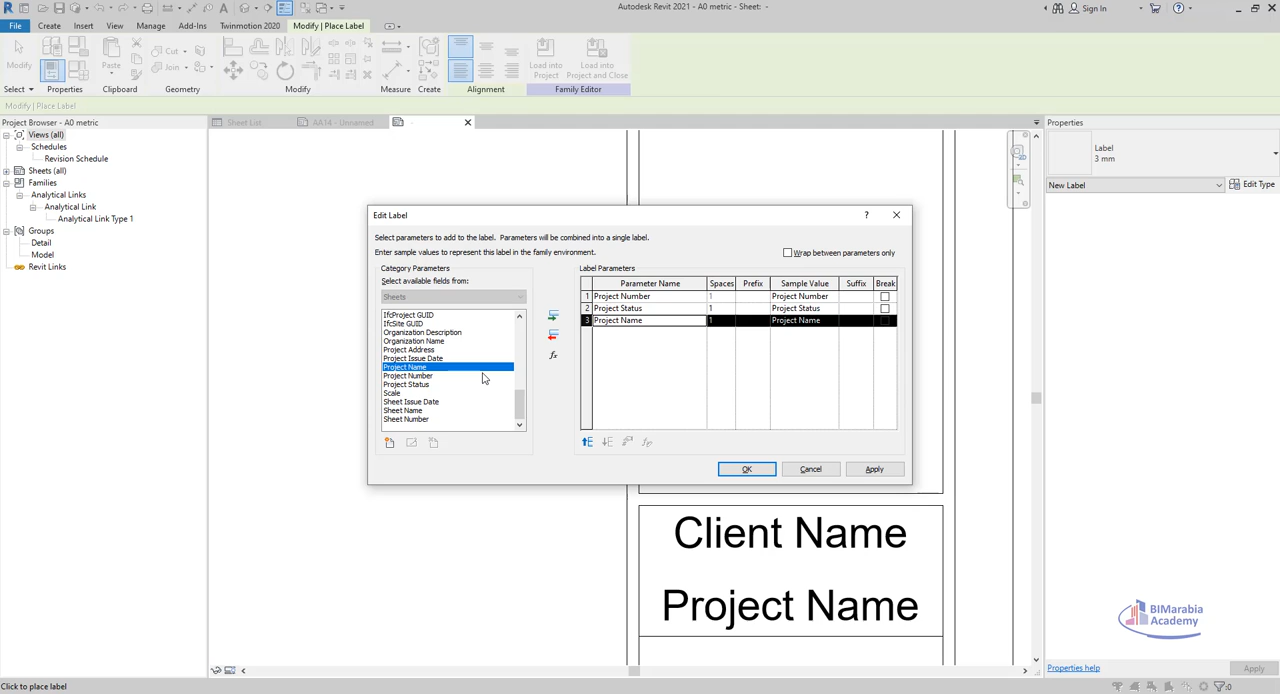 Autodesk Revit 2021 - A0 metric - Sheet: -
Sign In
File Create Insert View Manage Add-Ins Twinmotion 2020 Modify | Place Label
Modify Paste Cut Join Load into Project Load into Project and Close
Select Properties Clipboard Geometry Modify Measure Create Alignment Family Editor
Modify | Place Label
Project Browser - A0 metric
Views (all)
Schedules
Revision Schedule
Sheets (all)
Families
Analytical Links
Analytical Link
Analytical Link Type 1
Groups
Detail
Model
Revit Links
Sheet List AA14 - Unnamed -
Edit Label
?
Select parameters to add to the label. Parameters will be combined into a single label.
Enter sample values to represent this label in the family environment.
Wrap between parameters only
Category Parameters
Select available fields from:
Sheets
IfcProject GUID
IfcSite GUID
Organization Description
Organization Name
Project Address
Project Issue Date
Project Name
Project Number
Project Status
Scale
Sheet Issue Date
Sheet Name
Sheet Number
fx
Label Parameters
Parameter Name Spaces Prefix Sample Value Suffix Break
1 Project Number 1 Project Number
2 Project Status 1 Project Status
3 Project Name 1 Project Name
OK Cancel Apply
Client Name
Project Name
Properties
Label
3 mm
New Label Edit Type
BIMarabia
Academy
Properties help Apply
Click to place label
:0